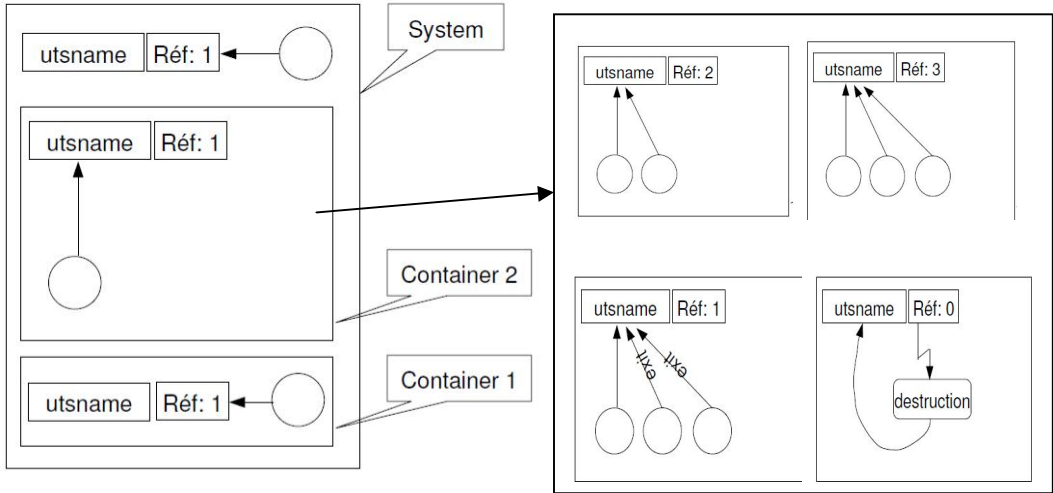 System
utsname Réf: 1
utsname Réf: 1
Container 2
Container 1
utsname Réf: 1
utsname Réf: 2
utsname Réf: 3
utsname Réf: 1
exit
exit
utsname Réf: 0
destruction